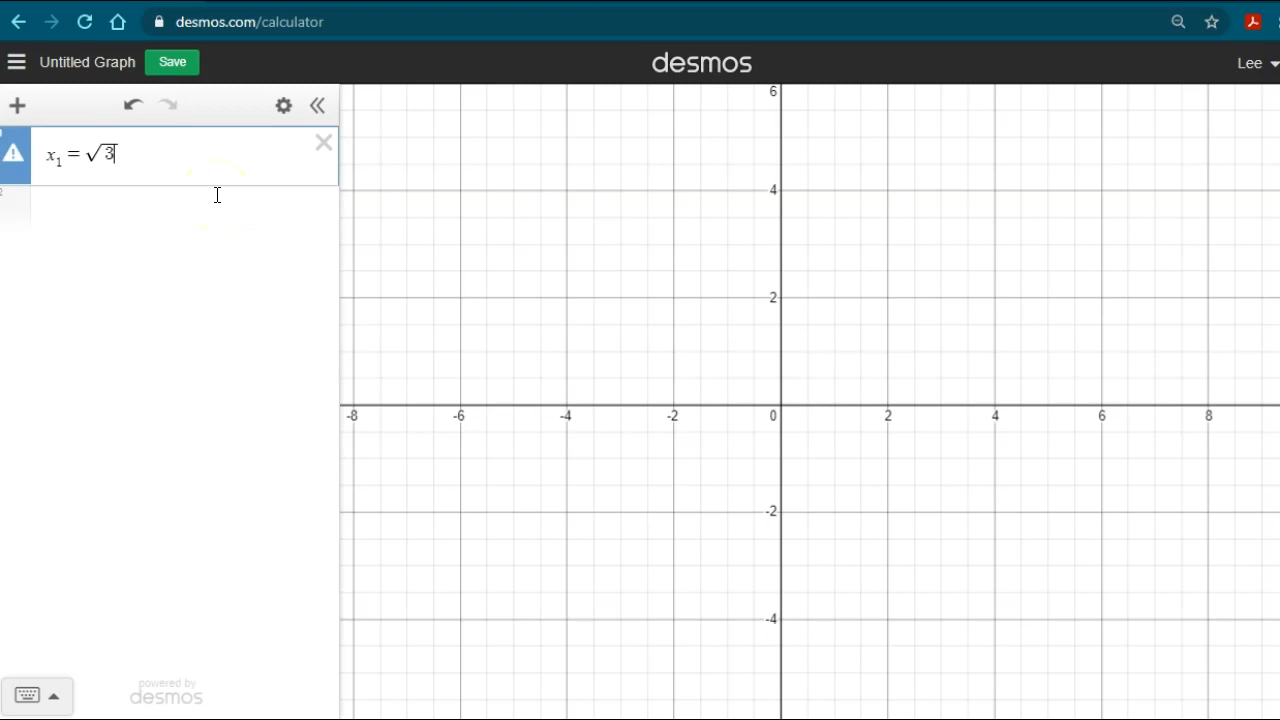 desmos.com/calculator
Untitled Graph Save desmos Lee
x₁ = √3
2
6
4
2
-8 -6 -4 -2 0 2 4 6 8
-2
-4
powered by
desmos